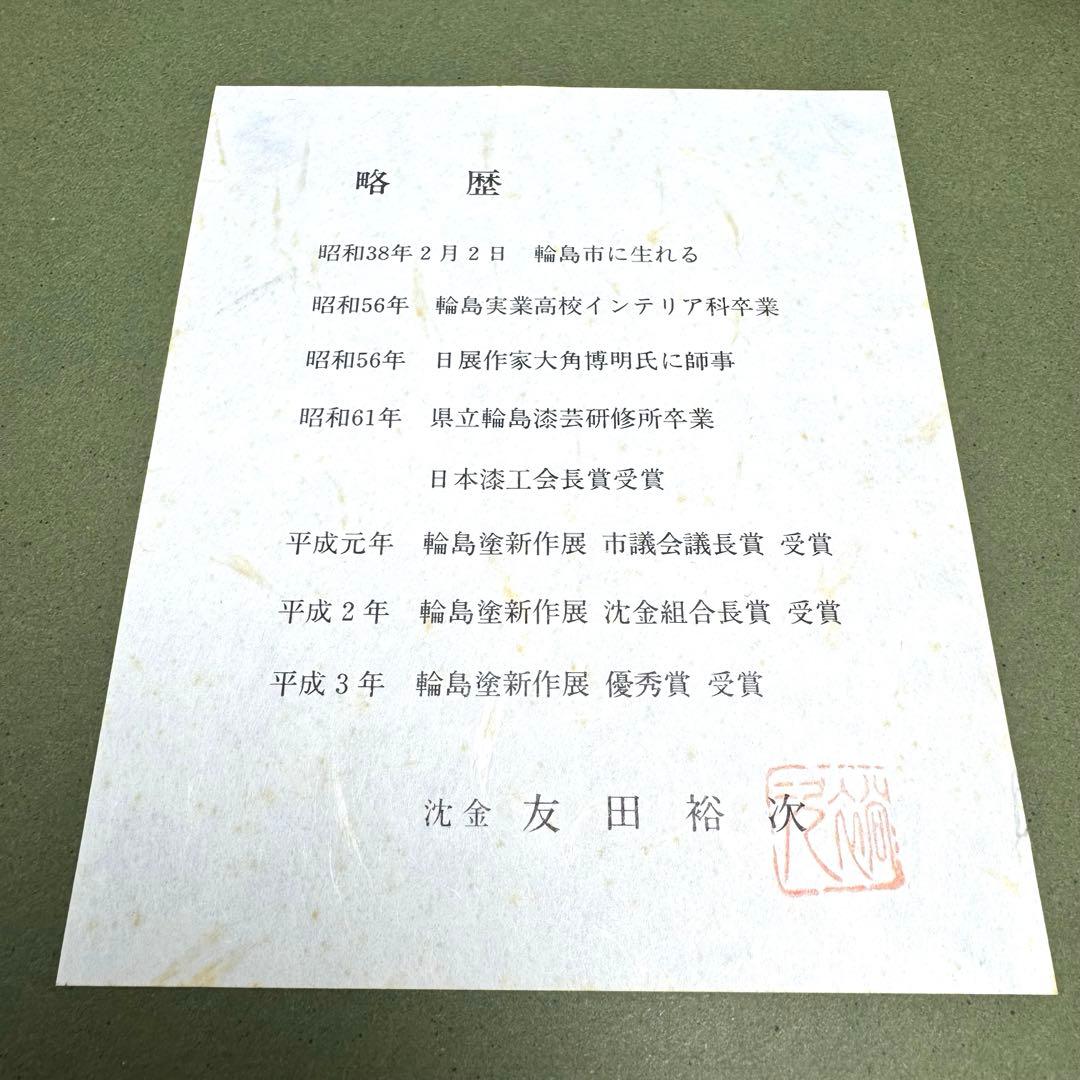 略 歴
昭和38年2月2日 輪島市に生れる
昭和56年 輪島実業高校インテリア科卒業
昭和56年 日展作家大角博明氏に師事
昭和61年 県立輪島漆芸研修所卒業
日本漆工会長賞受賞
平成元年 輪島塗新作展 市議会議長賞 受賞
平成2年 輪島塗新作展 沈金組合長賞 受賞
平成3年 輪島塗新作展 優秀賞 受賞
沈金 友田裕次